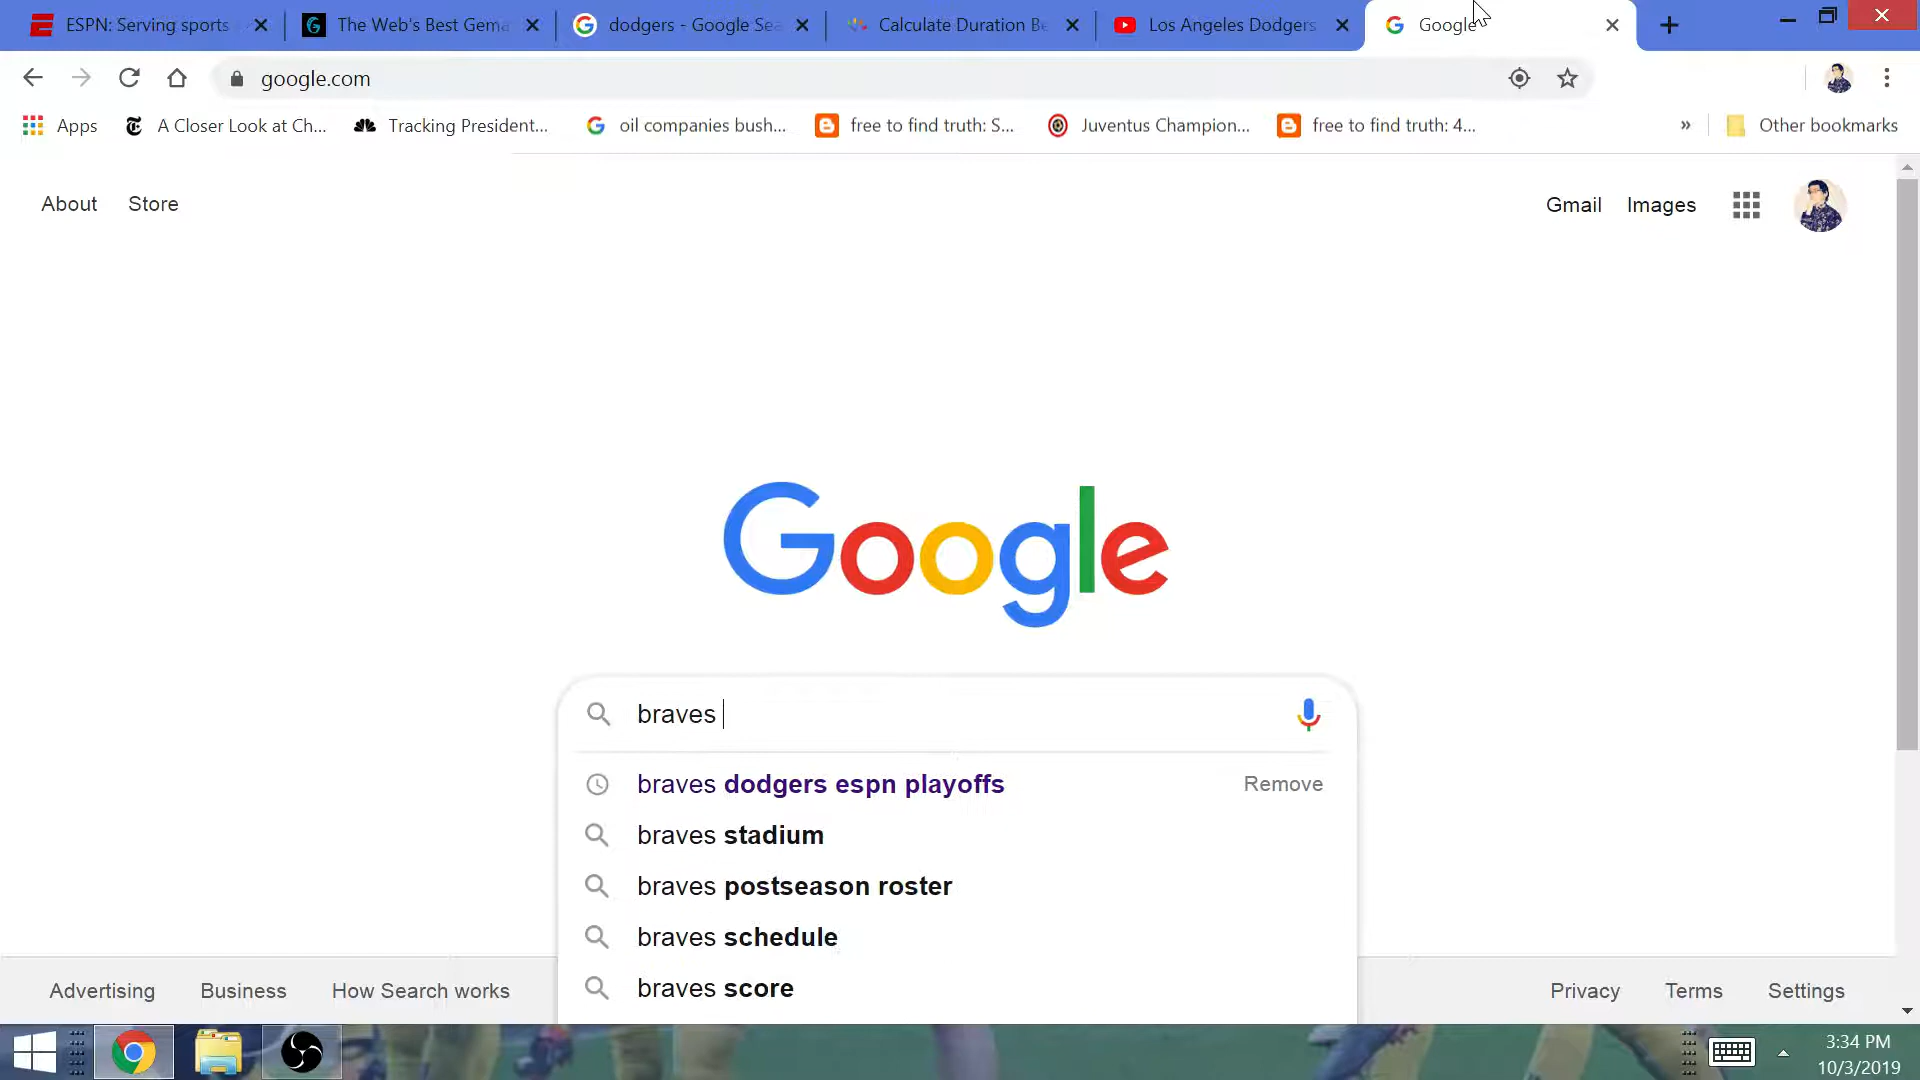 ESPN: Serving sports
The Web's Best Gema
dodgers - Google Sea
Calculate Duration Be
Los Angeles Dodgers
Google
google.com
Apps
A Closer Look at Ch...
Tracking President...
oil companies bush...
free to find truth: S...
Juventus Champion...
free to find truth: 4...
»
Other bookmarks
About
Store
Gmail
Images
Google
braves
braves dodgers espn playoffs
Remove
braves stadium
braves postseason roster
braves schedule
braves score
Advertising
Business
How Search works
Privacy
Terms
Settings
3:34 PM
10/3/2019